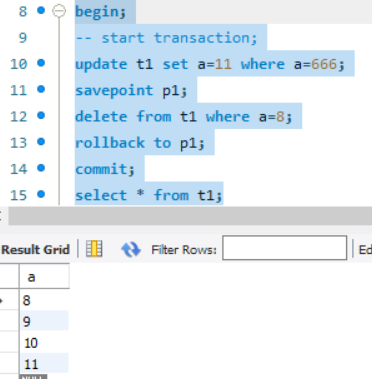 8 begin;
9 -- start transaction;
10 update t1 set a=11 where a=666;
11 savepoint p1;
12 delete from t1 where a=8;
13 rollback to p1;
14 commit;
15 select * from t1;
Result Grid Filter Rows: Ed
a
8
9
10
11